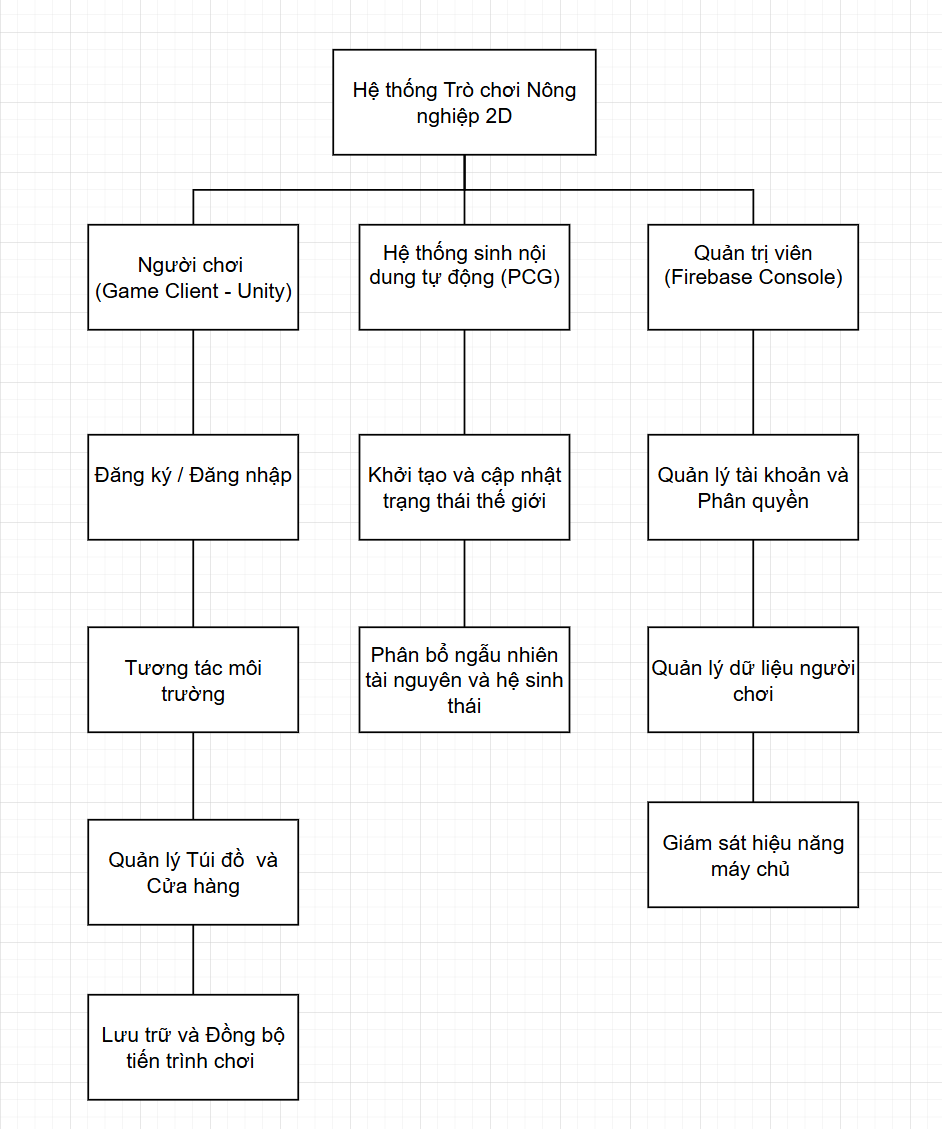 Hệ thống Trò chơi Nông
nghiệp 2D
Người chơi
(Game Client - Unity)
Hệ thống sinh nội
dung tự động (PCG)
Quản trị viên
(Firebase Console)
Đăng ký / Đăng nhập
Khởi tạo và cập nhật
trạng thái thế giới
Quản lý tài khoản và
Phân quyền
Tương tác môi
trường
Phân bổ ngẫu nhiên
tài nguyên và hệ sinh
thái
Quản lý dữ liệu người
chơi
Quản lý Túi đồ  và
Cửa hàng
Giám sát hiệu năng
máy chủ
Lưu trữ và Đồng bộ
tiến trình chơi